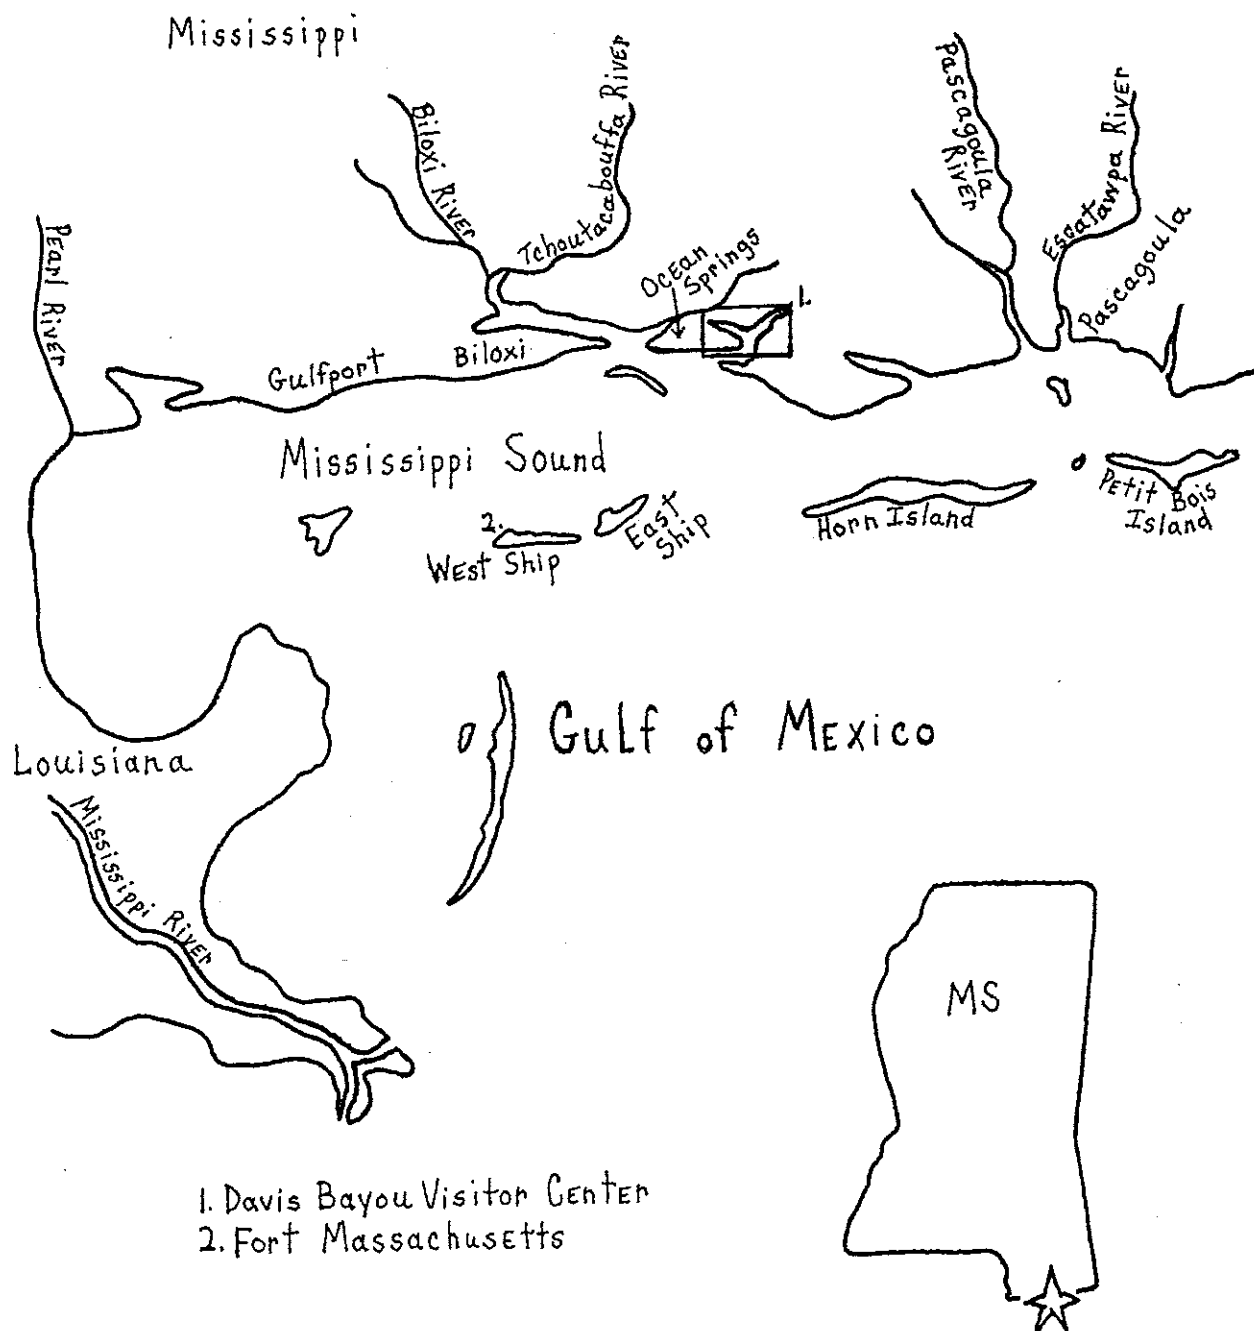 Mississippi
Biloxi River
Tchoutacabouffa River
Pascagoula
River
Escatawpa River
Pascagoula
Pearl River
Ocean
Springs
1.
Gulfport
Biloxi
Mississippi Sound
2.
West Ship
East
Ship
Horn Island
Petit Bois
Island
Gulf of Mexico
Louisiana
Mississippi River
MS
1. Davis Bayou Visitor Center
2. Fort Massachusetts